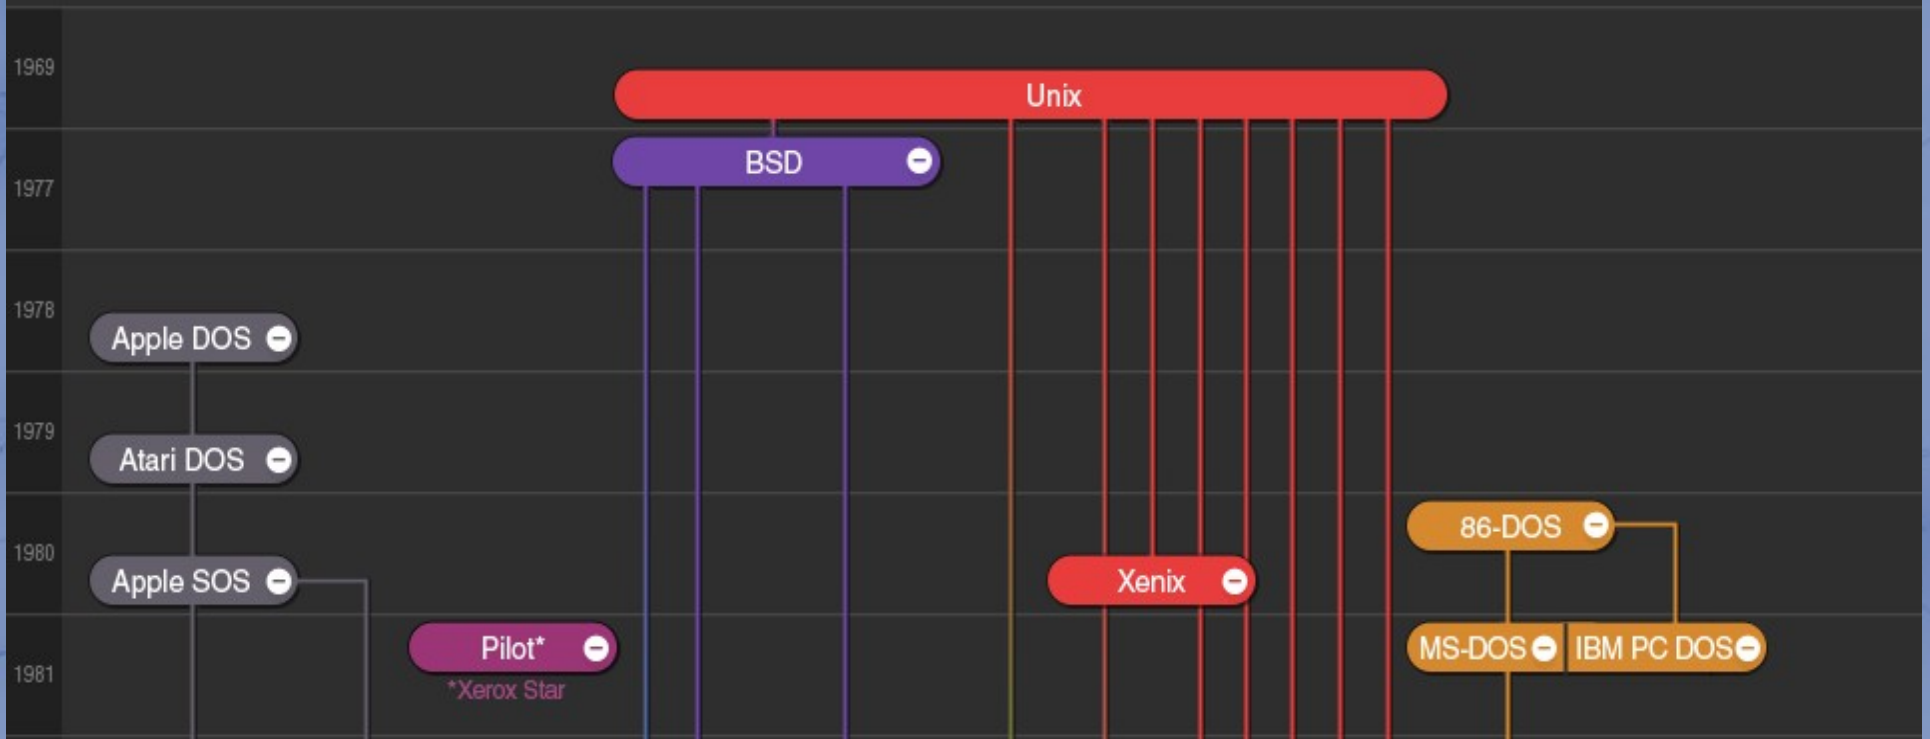 1969
Unix
BSD
1977
1978
Apple DOS
1979
Atari DOS
86-DOS
1980
Apple SOS
Xenix
Pilot*
MS-DOS
IBM PC DOS
1981
*Xerox Star